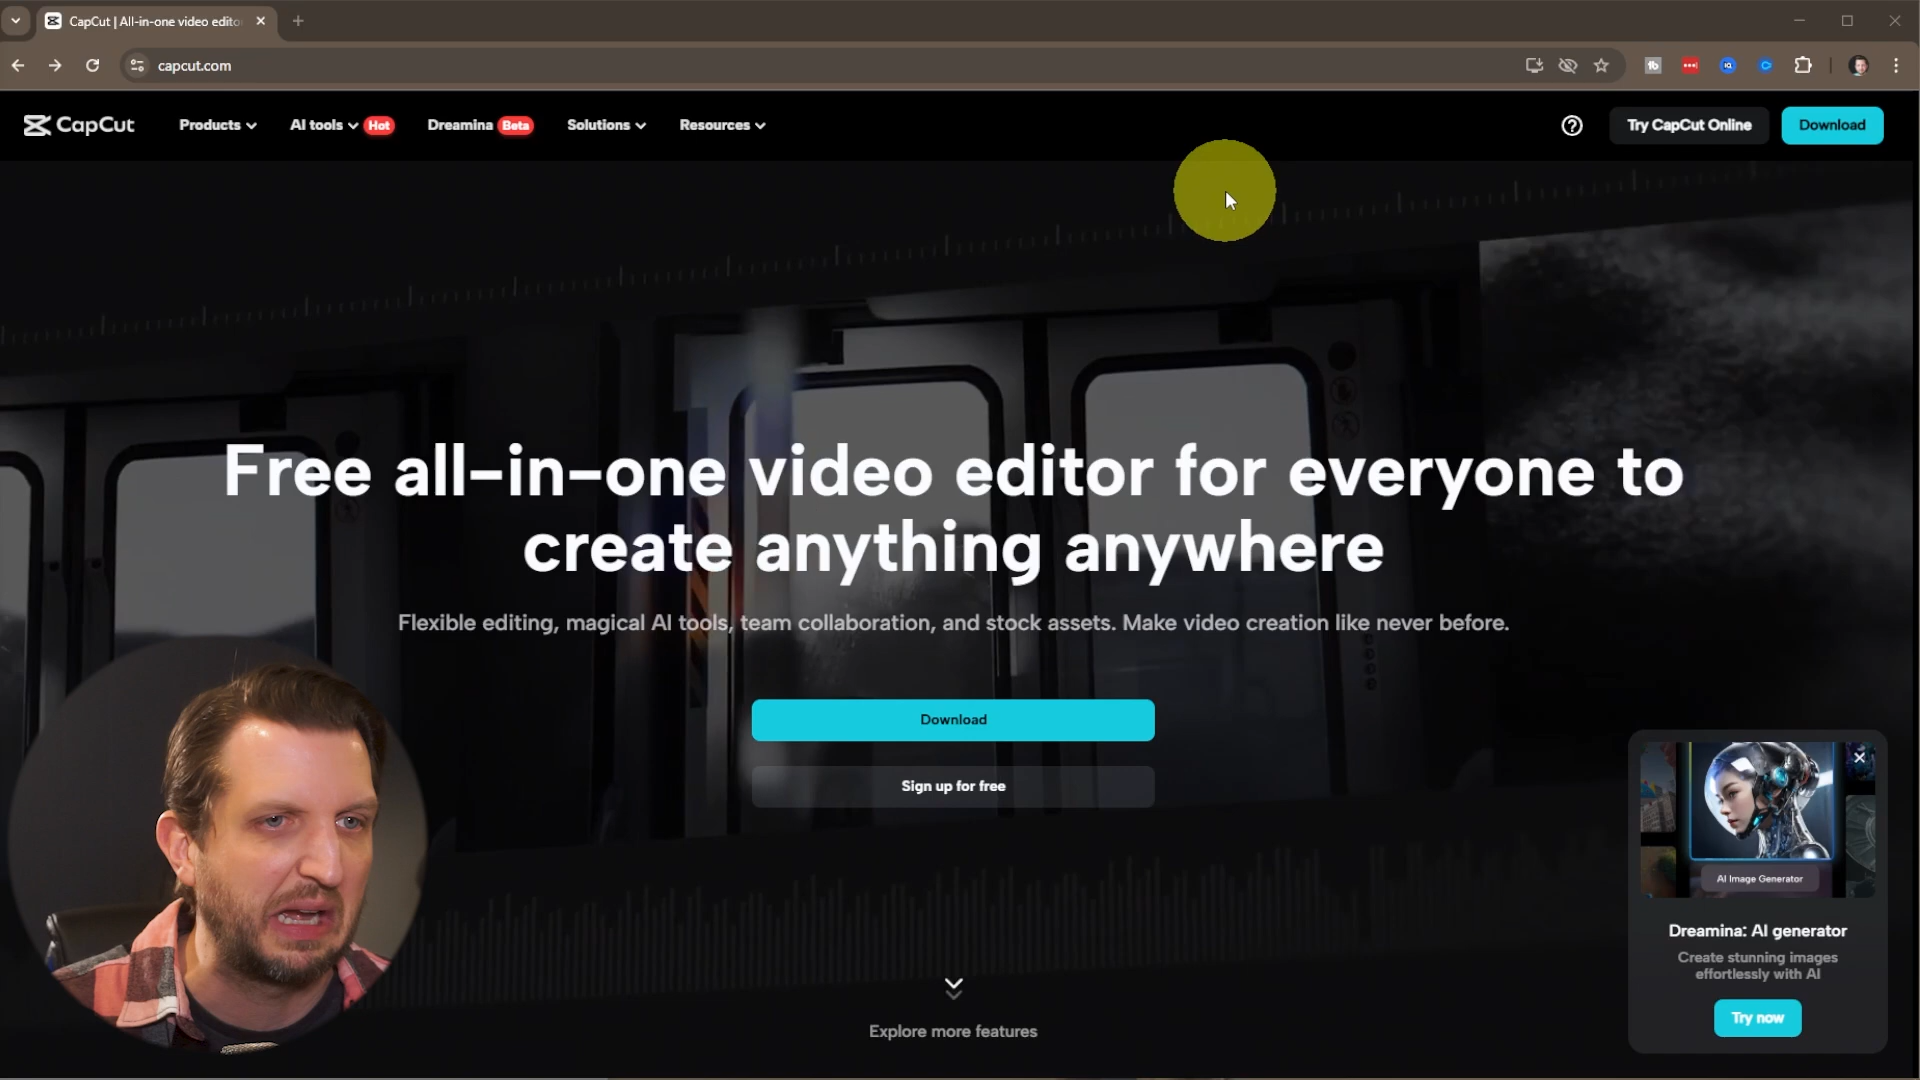 CapCut | All-in-one video edito
capcut.com
CapCut
Products
AI tools
Hot
Dreamina
Beta
Solutions
Resources
Try CapCut Online
Download
Free all-in-one video editor for everyone to
create anything anywhere
Flexible editing, magical AI tools, team collaboration, and stock assets. Make video creation like never before.
Download
Sign up for free
Explore more features
AI Image Generator
Dreamina: AI generator
Create stunning images
effortlessly with AI
Try now